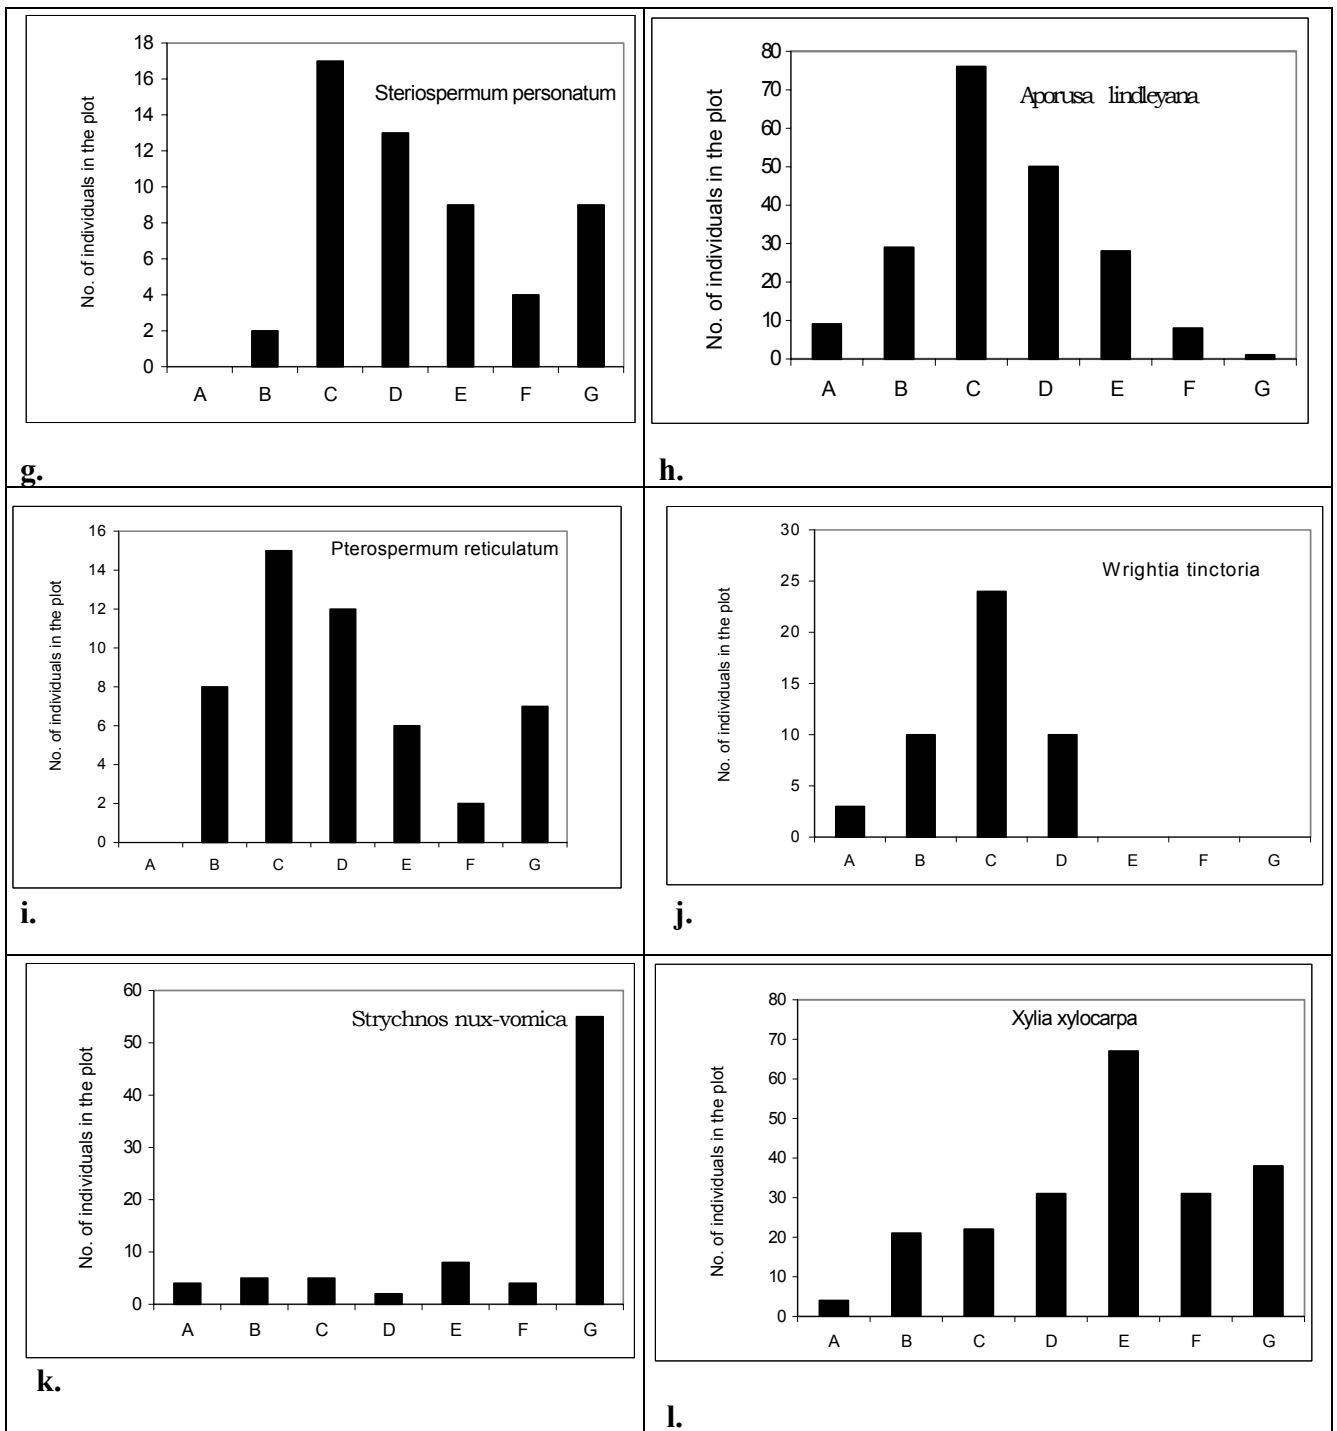 Steriospermum personatum
No. of individuals in the plot
18
16
14
12
10
8
6
4
2
0
A B C D E F G
g.
Aporusa lindleyana
No. of individuals in the plot
80
70
60
50
40
30
20
10
0
A B C D E F G
h.
Pterospermum reticulatum
No. of individuals in the plot
16
14
12
10
8
6
4
2
0
A B C D E F G
i.
Wrightia tinctoria
No. of individuals in the plot
30
25
20
15
10
5
0
A B C D E F G
j.
Strychnos nux-vomica
No. of individuals in the plot
60
50
40
30
20
10
0
A B C D E F G
k.
Xylia xylocarpa
No. of individuals in the plot
80
70
60
50
40
30
20
10
0
A B C D E F G
l.